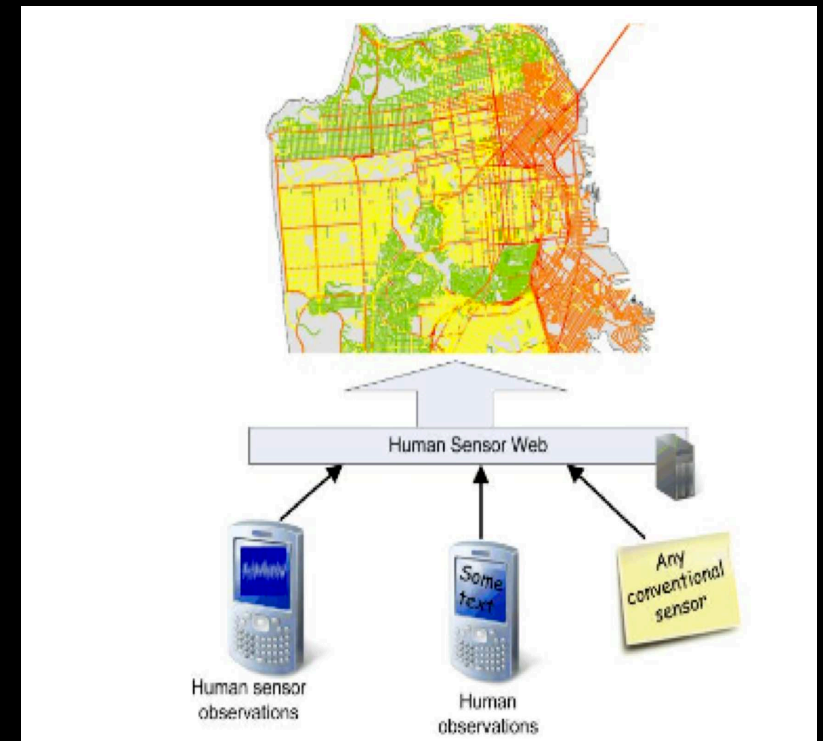 Human Sensor Web
Some
text
Any
conventional
sensor
Human sensor
observations
Human
observations